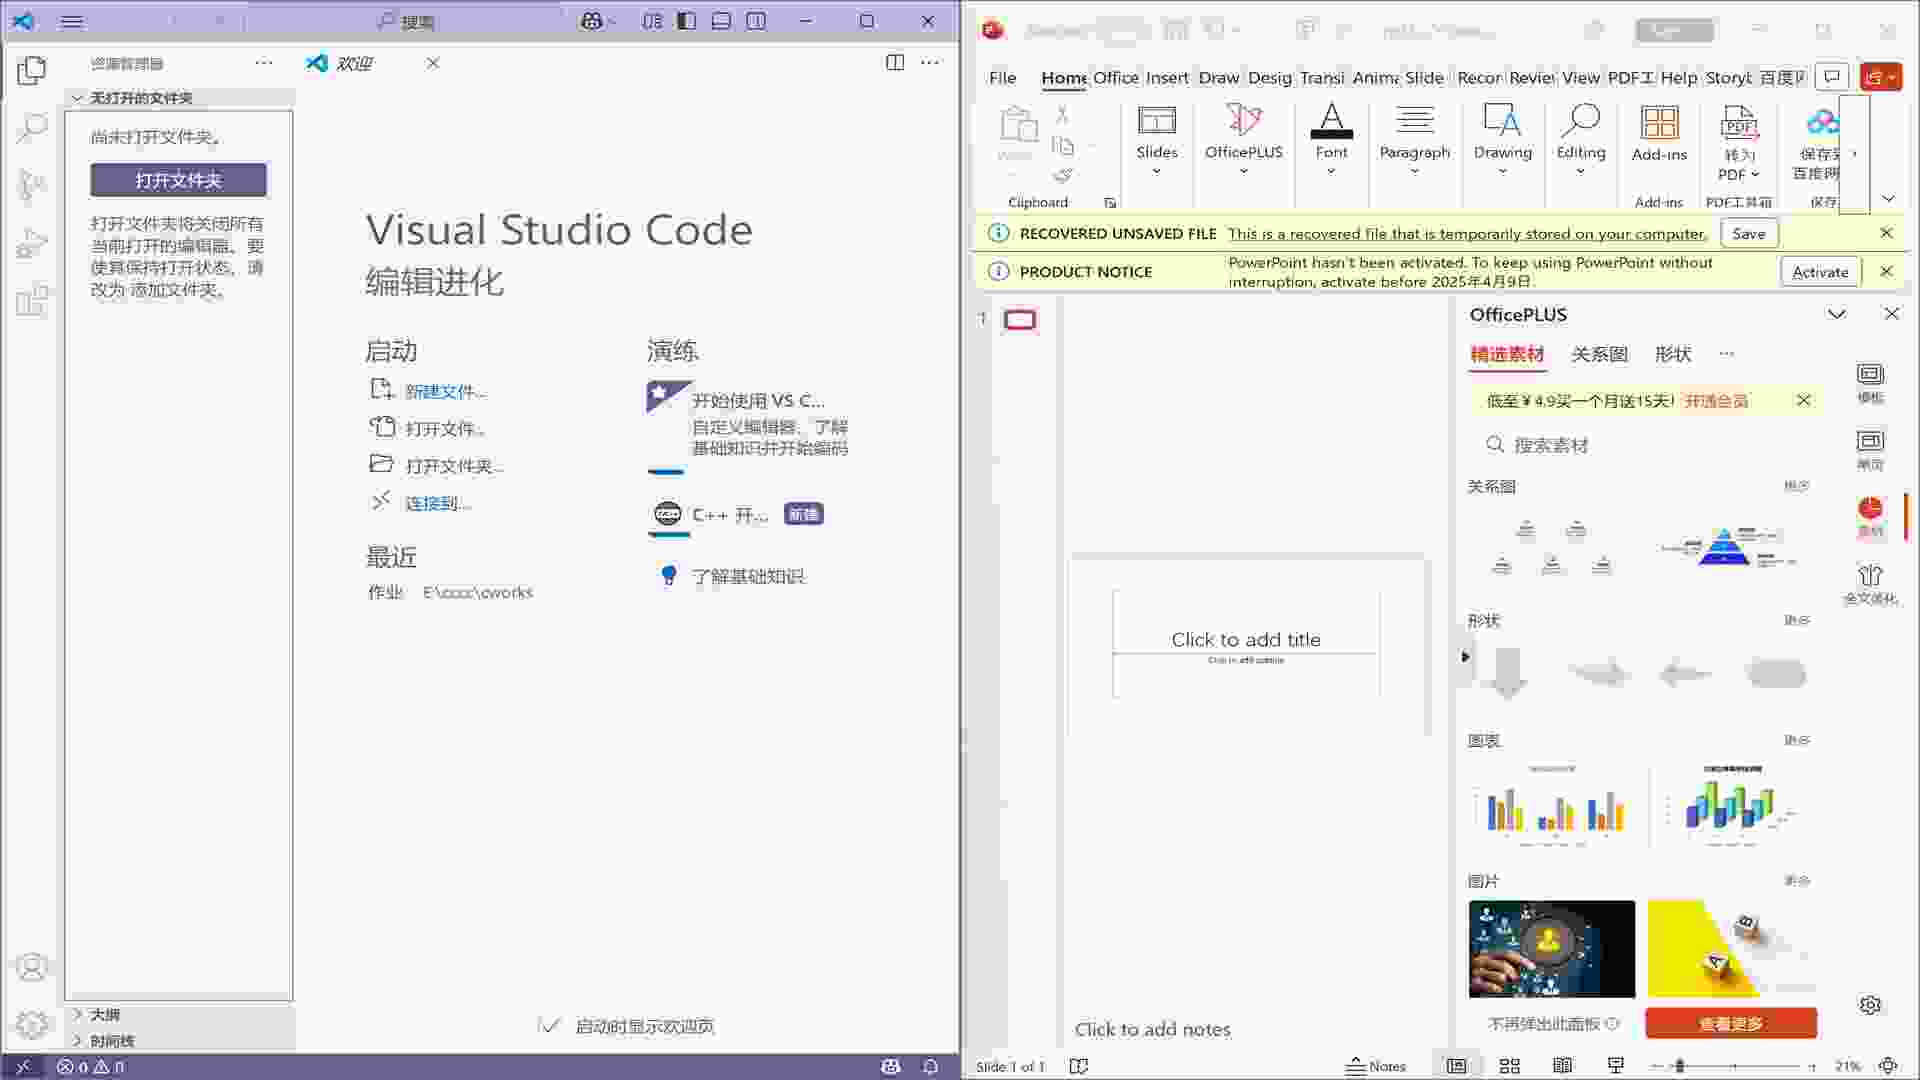 搜索
资源管理器
欢迎
无打开的文件夹
尚未打开文件夹。
打开文件夹
打开文件夹将关闭所有
当前打开的编辑器。要
使其保持打开状态，请
改为 添加文件夹。
Visual Studio Code
编辑进化
启动
新建文件...
打开文件...
打开文件夹...
连接到...
最近
作业 E:\cccc\cworks
演练
开始使用 VS C...
自定义编辑器、了解
基础知识并开始编码
C++ 开... 新建
了解基础知识
启动时显示欢迎页
大纲
时间线
0 0
File Home Office Insert Draw Desig Transi Anima Slide Recor Review View PDF工 Help Storyb 百度网
Slides OfficePLUS Font Paragraph Drawing Editing Add-ins 转为 PDF 保存到 百度网
Clipboard Add-ins PDF工具箱 保存
RECOVERED UNSAVED FILE This is a recovered file that is temporarily stored on your computer. Save
PRODUCT NOTICE PowerPoint hasn't been activated. To keep using PowerPoint without
interruption, activate before 2025年4月9日. Activate
1
Click to add title
Click to add subtitle
Click to add notes
OfficePLUS
精选素材 关系图 形状 ...
低至￥4.9买一个月送15天! 开通会员
搜索素材
关系图 更多
形状 更多
图表 更多
图片 更多
不再弹出此面板
查看更多
模板
单页
素材
全文美化
Slide 1 of 1
Notes
21%